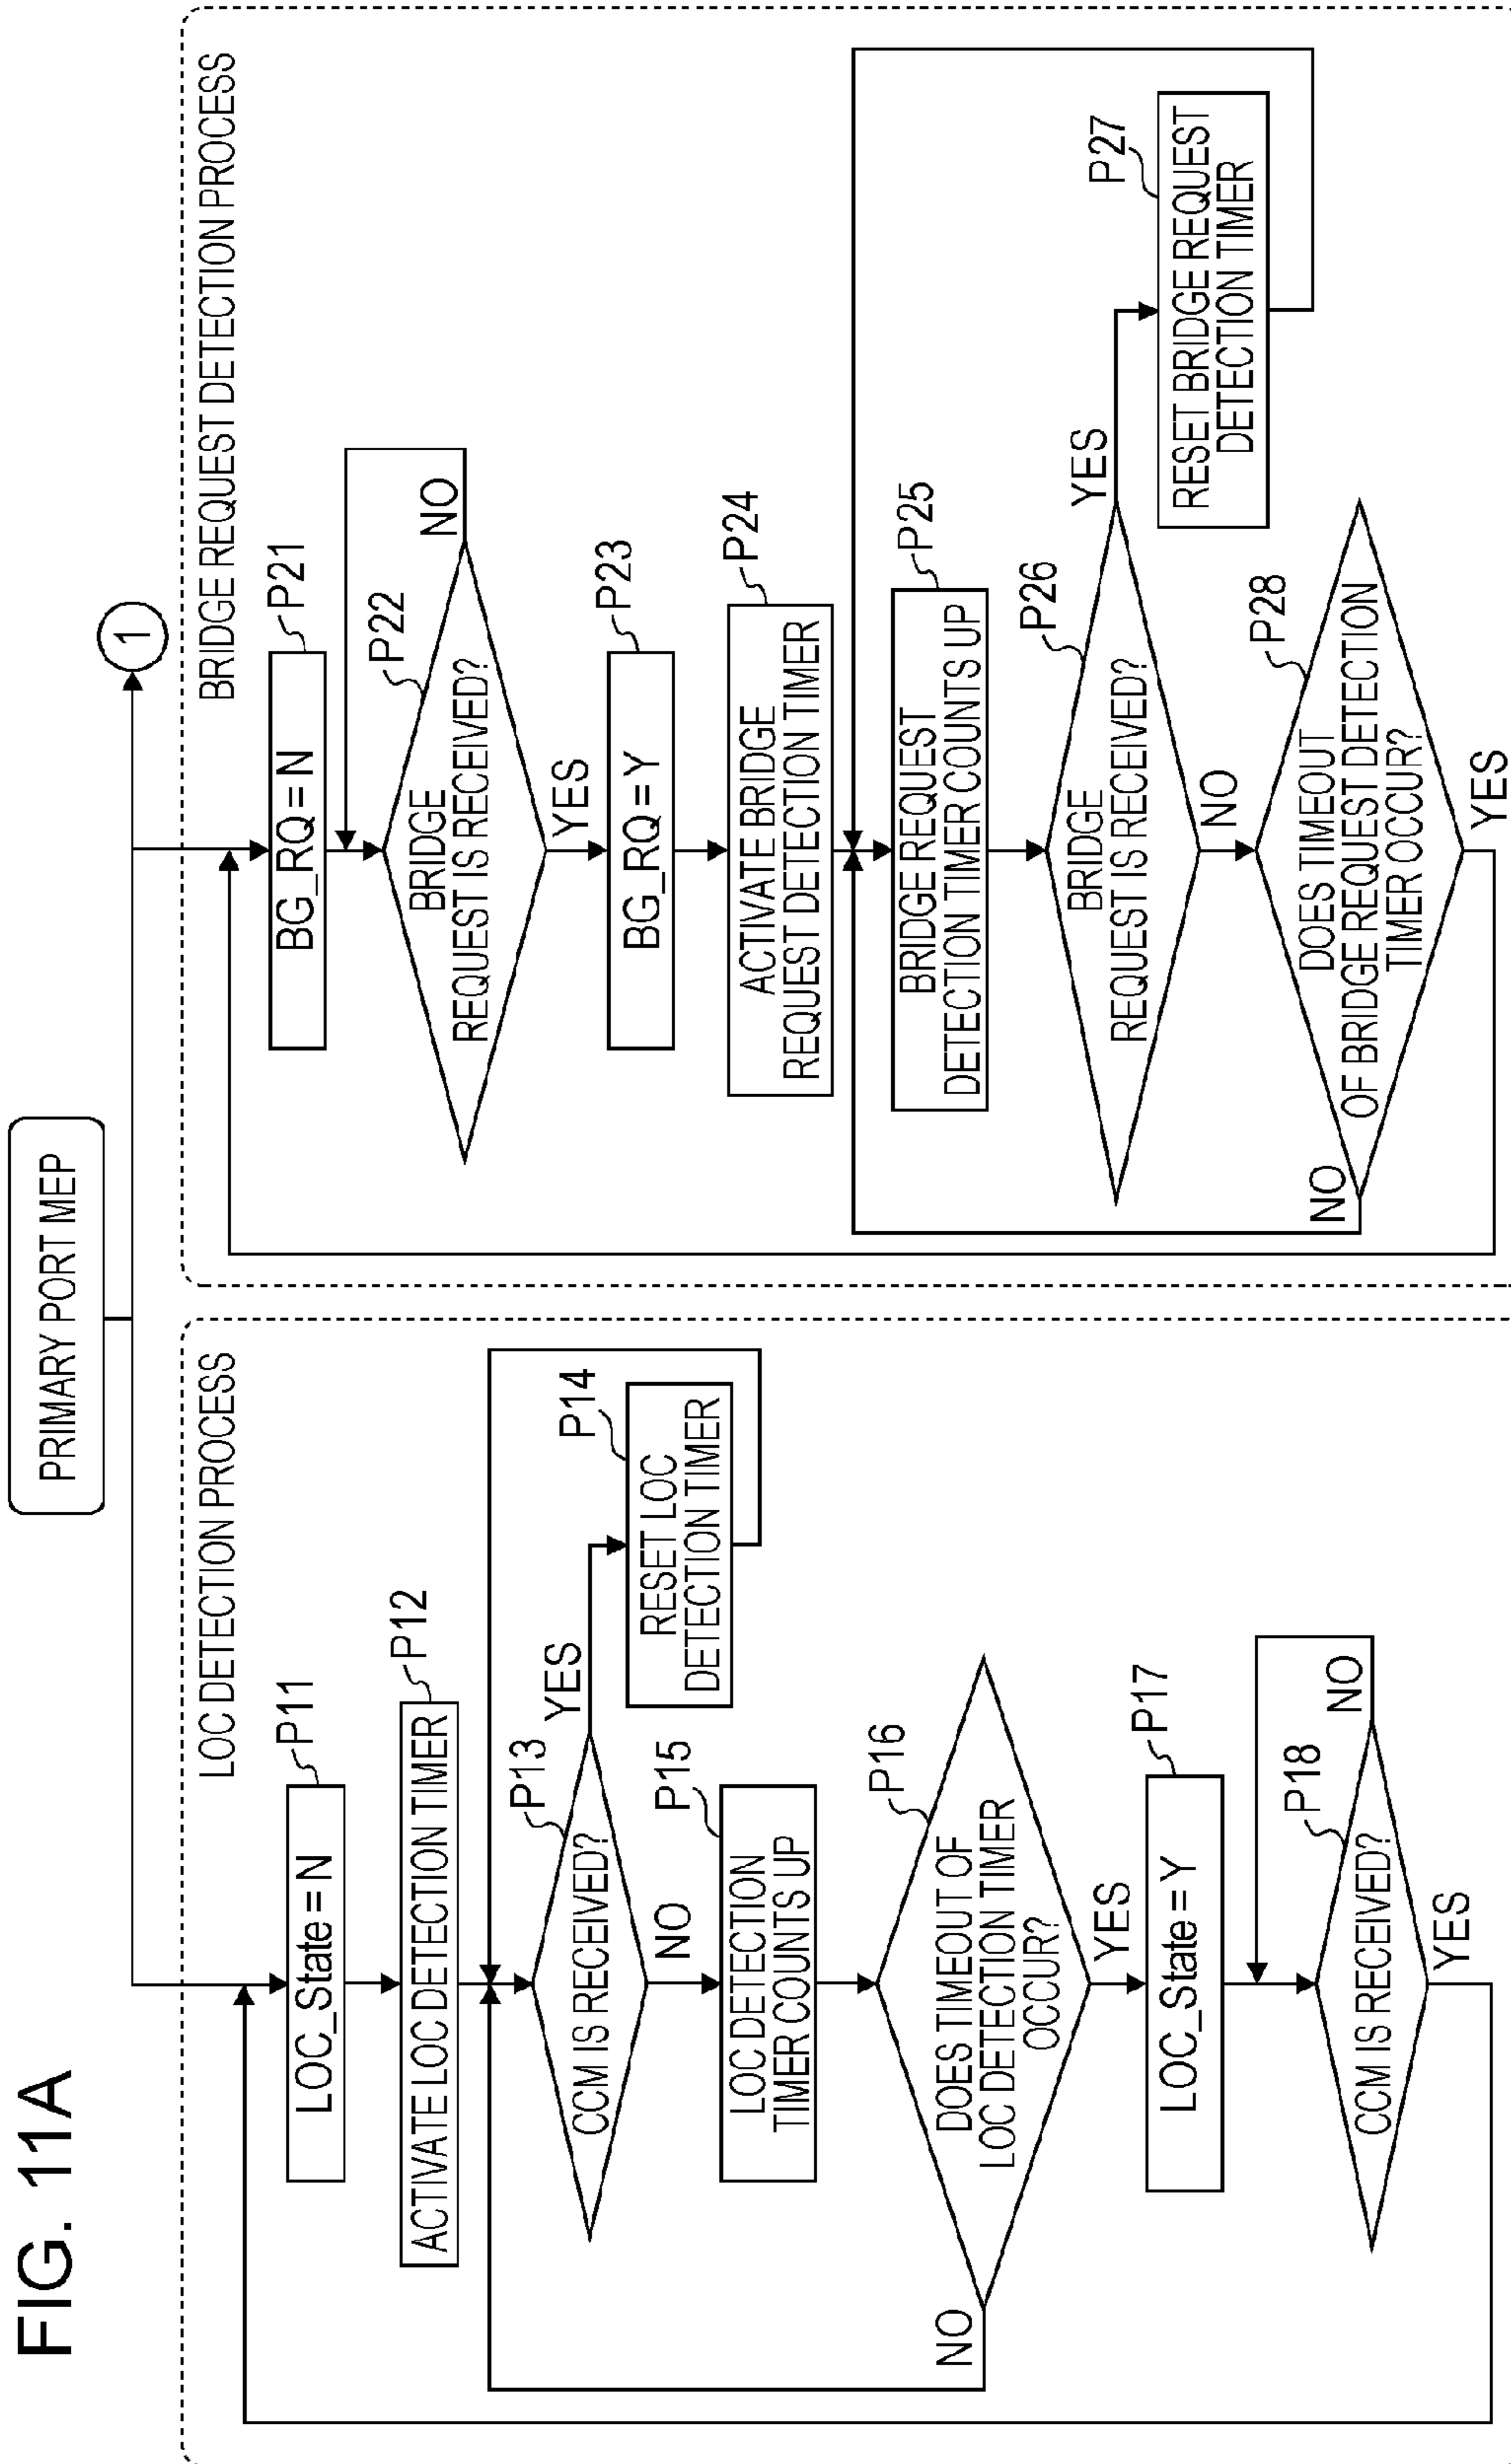 FIG. 11A
PRIMARY PORT MEP
1
LOC DETECTION PROCESS
LOC_State = N
P11
ACTIVATE LOC DETECTION TIMER
P12
CCM IS RECEIVED?
P13
YES
RESET LOC
DETECTION TIMER
P14
NO
LOC DETECTION
TIMER COUNTS UP
P15
DOES TIMEOUT OF
LOC DETECTION TIMER
OCCUR?
P16
NO
YES
LOC_State = Y
P17
CCM IS RECEIVED?
P18
NO
YES
BRIDGE REQUEST DETECTION PROCESS
BG_RQ = N
P21
BRIDGE
REQUEST IS RECEIVED?
P22
NO
YES
BG_RQ = Y
P23
ACTIVATE BRIDGE
REQUEST DETECTION TIMER
P24
BRIDGE REQUEST
DETECTION TIMER COUNTS UP
P25
BRIDGE
REQUEST IS RECEIVED?
P26
YES
RESET BRIDGE REQUEST
DETECTION TIMER
P27
NO
DOES TIMEOUT
OF BRIDGE REQUEST DETECTION
TIMER OCCUR?
P28
NO
YES